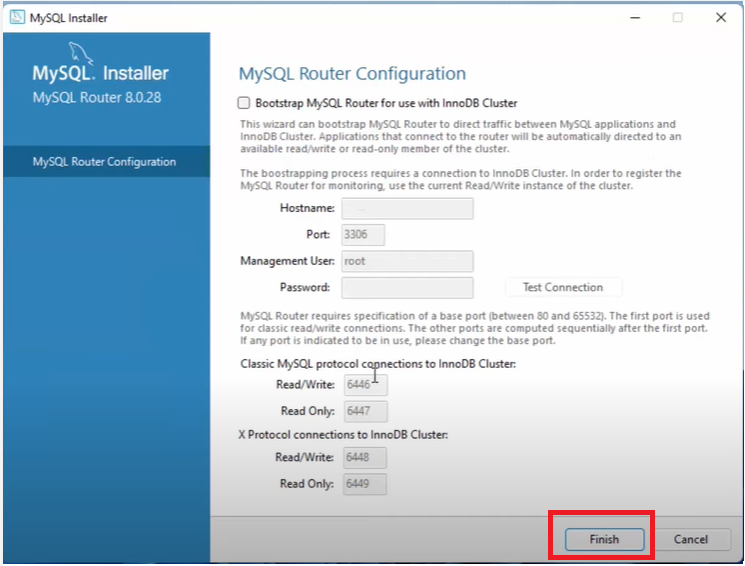 MySQL Installer
MySQL. Installer
MySQL Router 8.0.28
MySQL Router Configuration
MySQL Router Configuration
Bootstrap MySQL Router for use with InnoDB Cluster
This wizard can bootstrap MySQL Router to direct traffic between MySQL applications and
InnoDB Cluster. Applications that connect to the router will be automatically directed to an
available read/write or read-only member of the cluster.
The boostrapping process requires a connection to InnoDB Cluster. In order to register the
MySQL Router for monitoring, use the current Read/Write instance of the cluster.
Hostname:
Port: 3306
Management User: root
Password: Test Connection
MySQL Router requires specification of a base port (between 80 and 65532). The first port is used
for classic read/write connections. The other ports are computed sequentially after the first port.
If any port is indicated to be in use, please change the base port.
Classic MySQL protocol connections to InnoDB Cluster:
Read/Write: 6446
Read Only: 6447
X Protocol connections to InnoDB Cluster:
Read/Write: 6448
Read Only: 6449
Finish Cancel